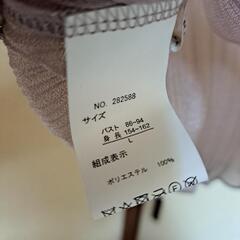 NO. 282588
サイズ
バスト 86-94
身 長 154-162
L
組成表示
ポリエステル 100%